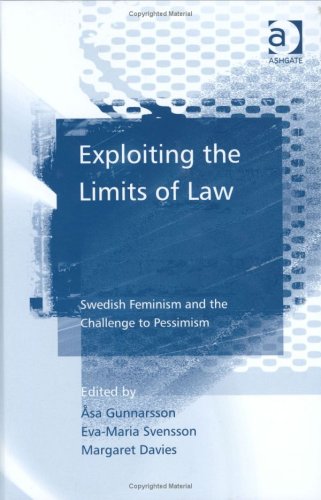 Copyrighted Material
a
ASHGATE
Exploiting the
Limits of Law
Swedish Feminism and the
Challenge to Pessimism
Edited by
Åsa Gunnarsson
Eva-Maria Svensson
Margaret Davies
Copyrighted Material